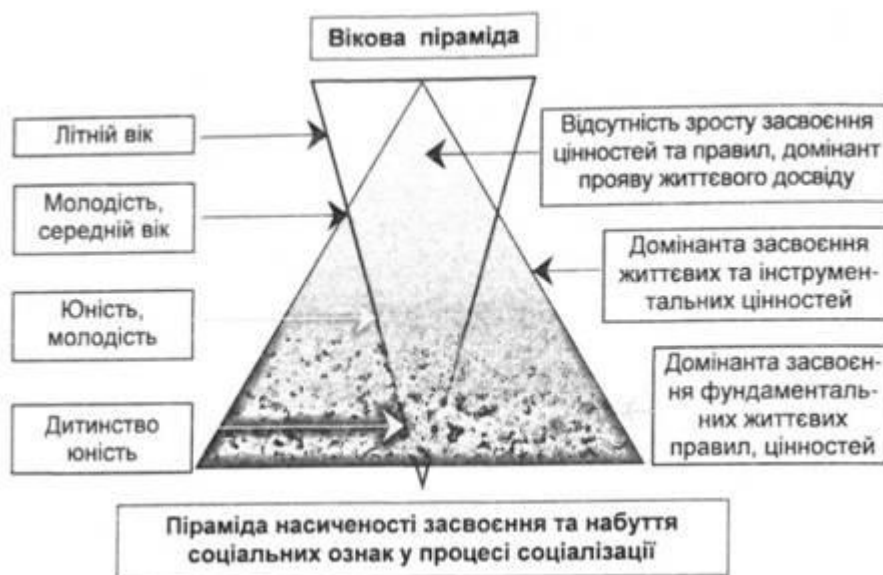 Вікова піраміда
Літній вік
Молодість,
середній вік
Юність,
молодість
Дитинство
юність
Відсутність зросту засвоєння
цінностей та правил, домінант
прояву життєвого досвіду
Домінанта засвоєння
життєвих та інструмен-
тальних цінностей
Домінанта засвоєн-
ня фундаменталь-
них життєвих
правил, цінностей
Піраміда насиченості засвоєння та набуття
соціальних ознак у процесі соціалізації